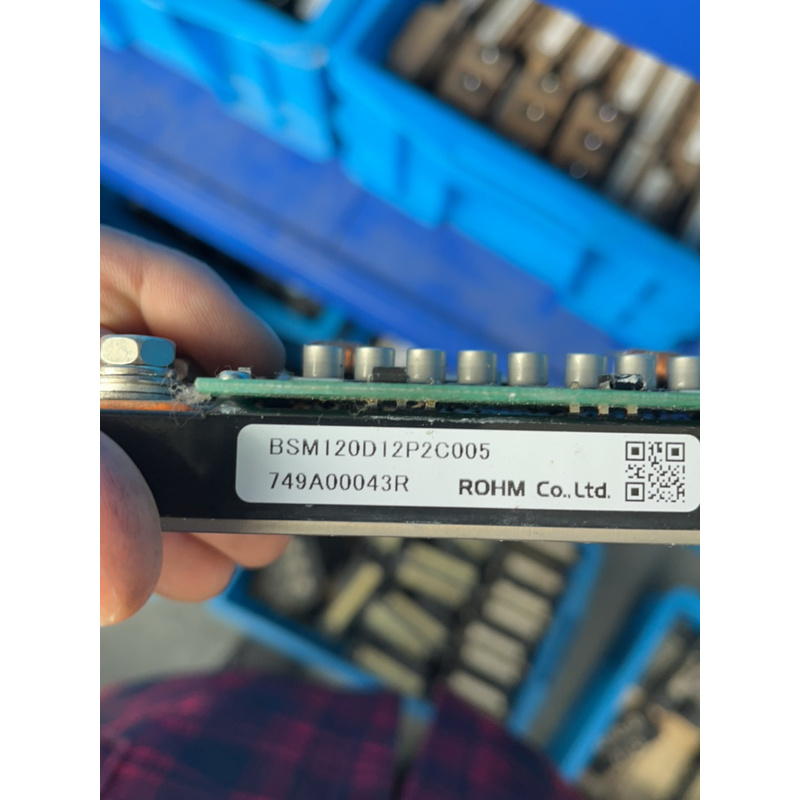 BSM120D12P2C005
749A00043R
ROHM Co.,Ltd.